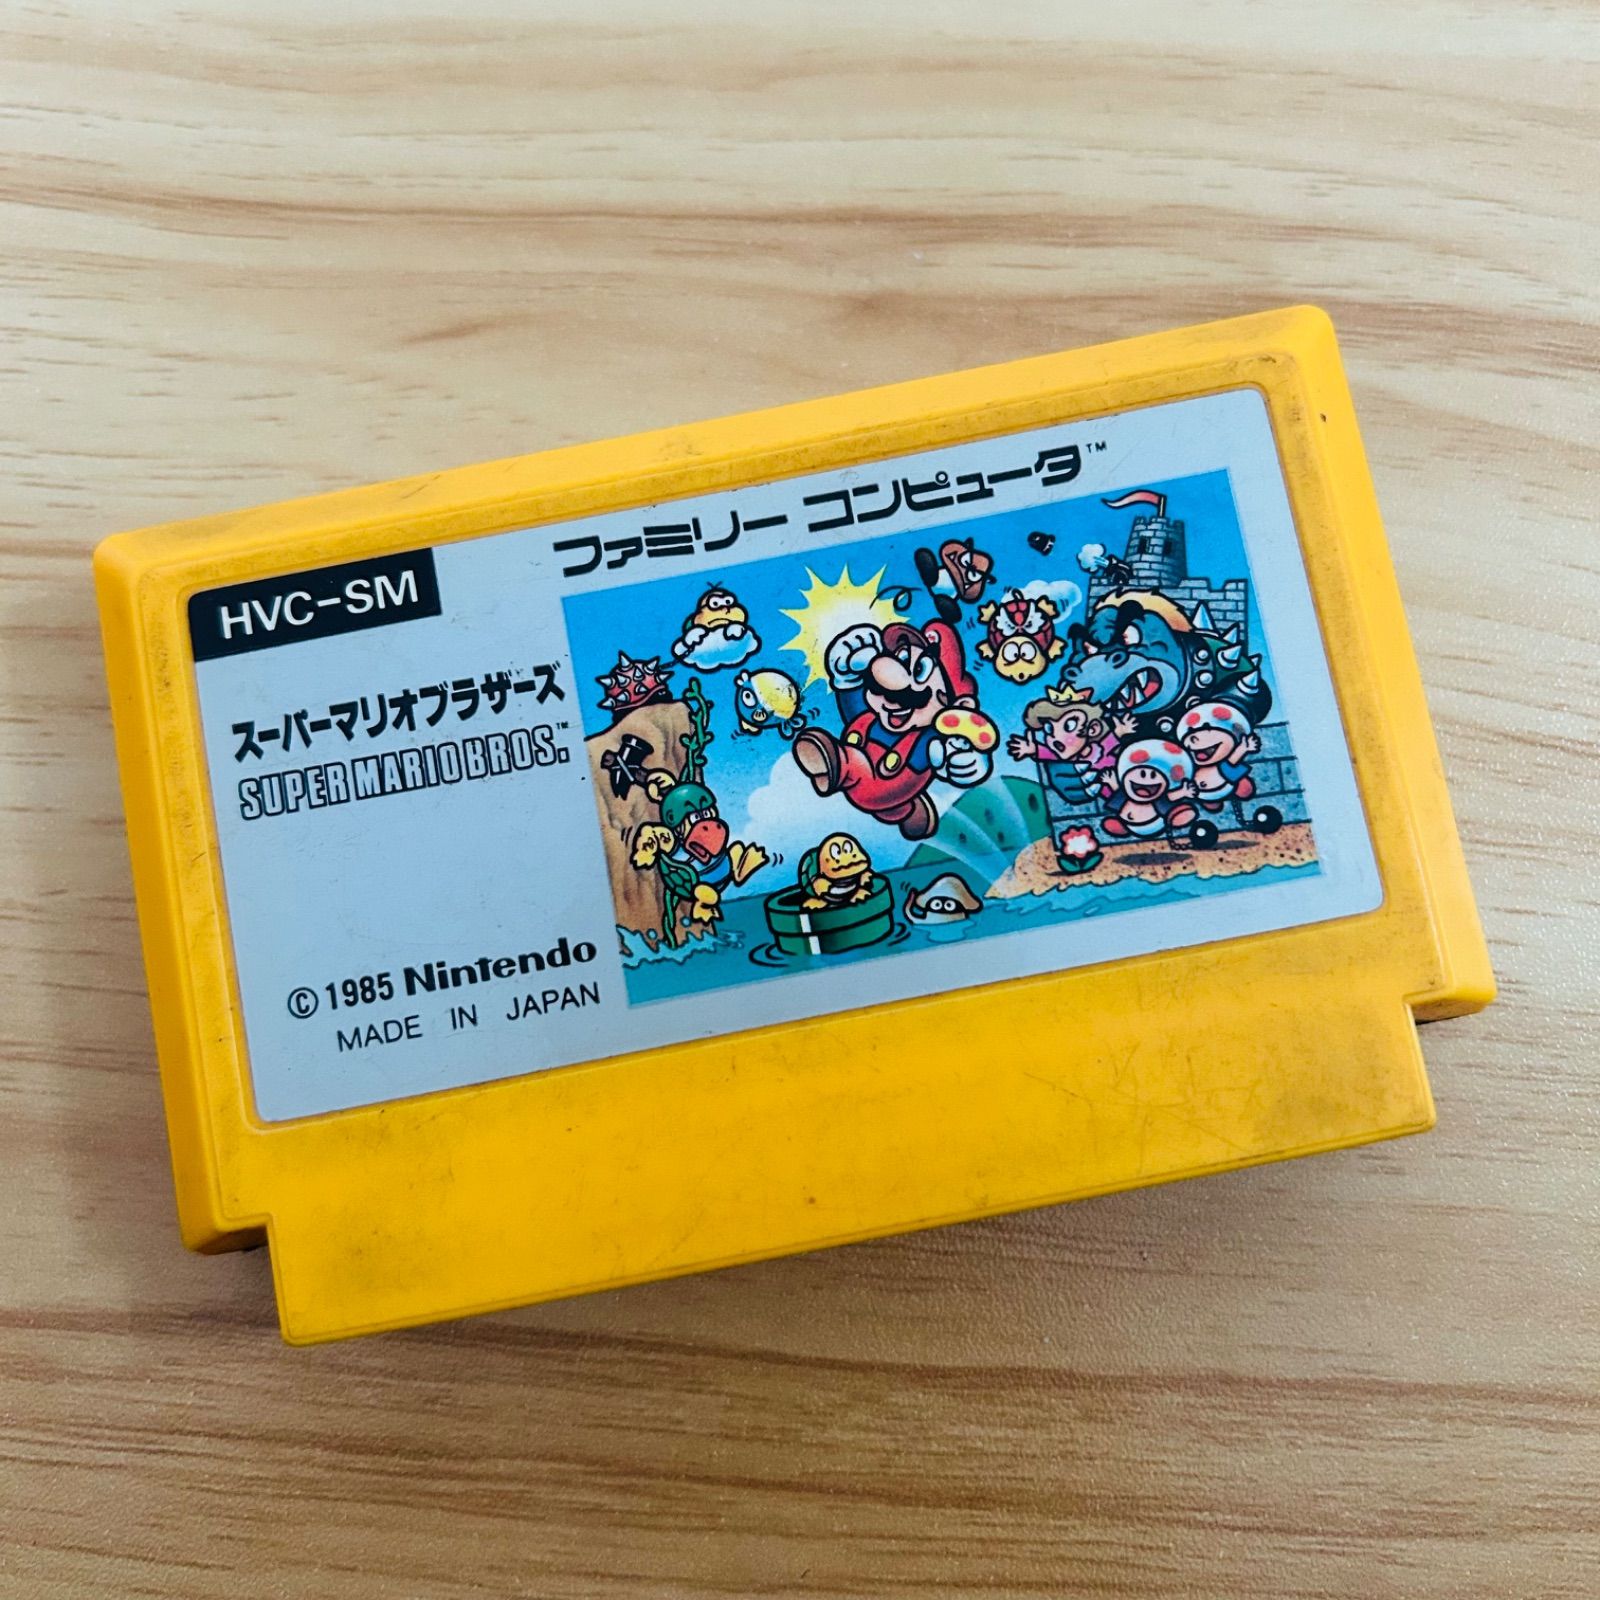 ファミリー コンピュータ™
HVC-SM
スーパーマリオブラザーズ
SUPER MARIO BROS.™
© 1985 Nintendo
MADE IN JAPAN